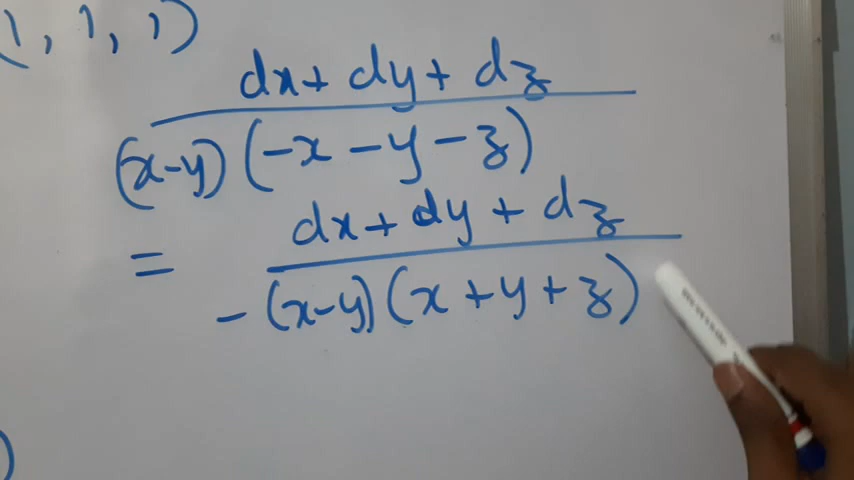 (1, 1, 1)
dx + dy + dz
(x-y) (-x - y - z)
= dx + dy + dz
-(x-y) (x + y + z)
)